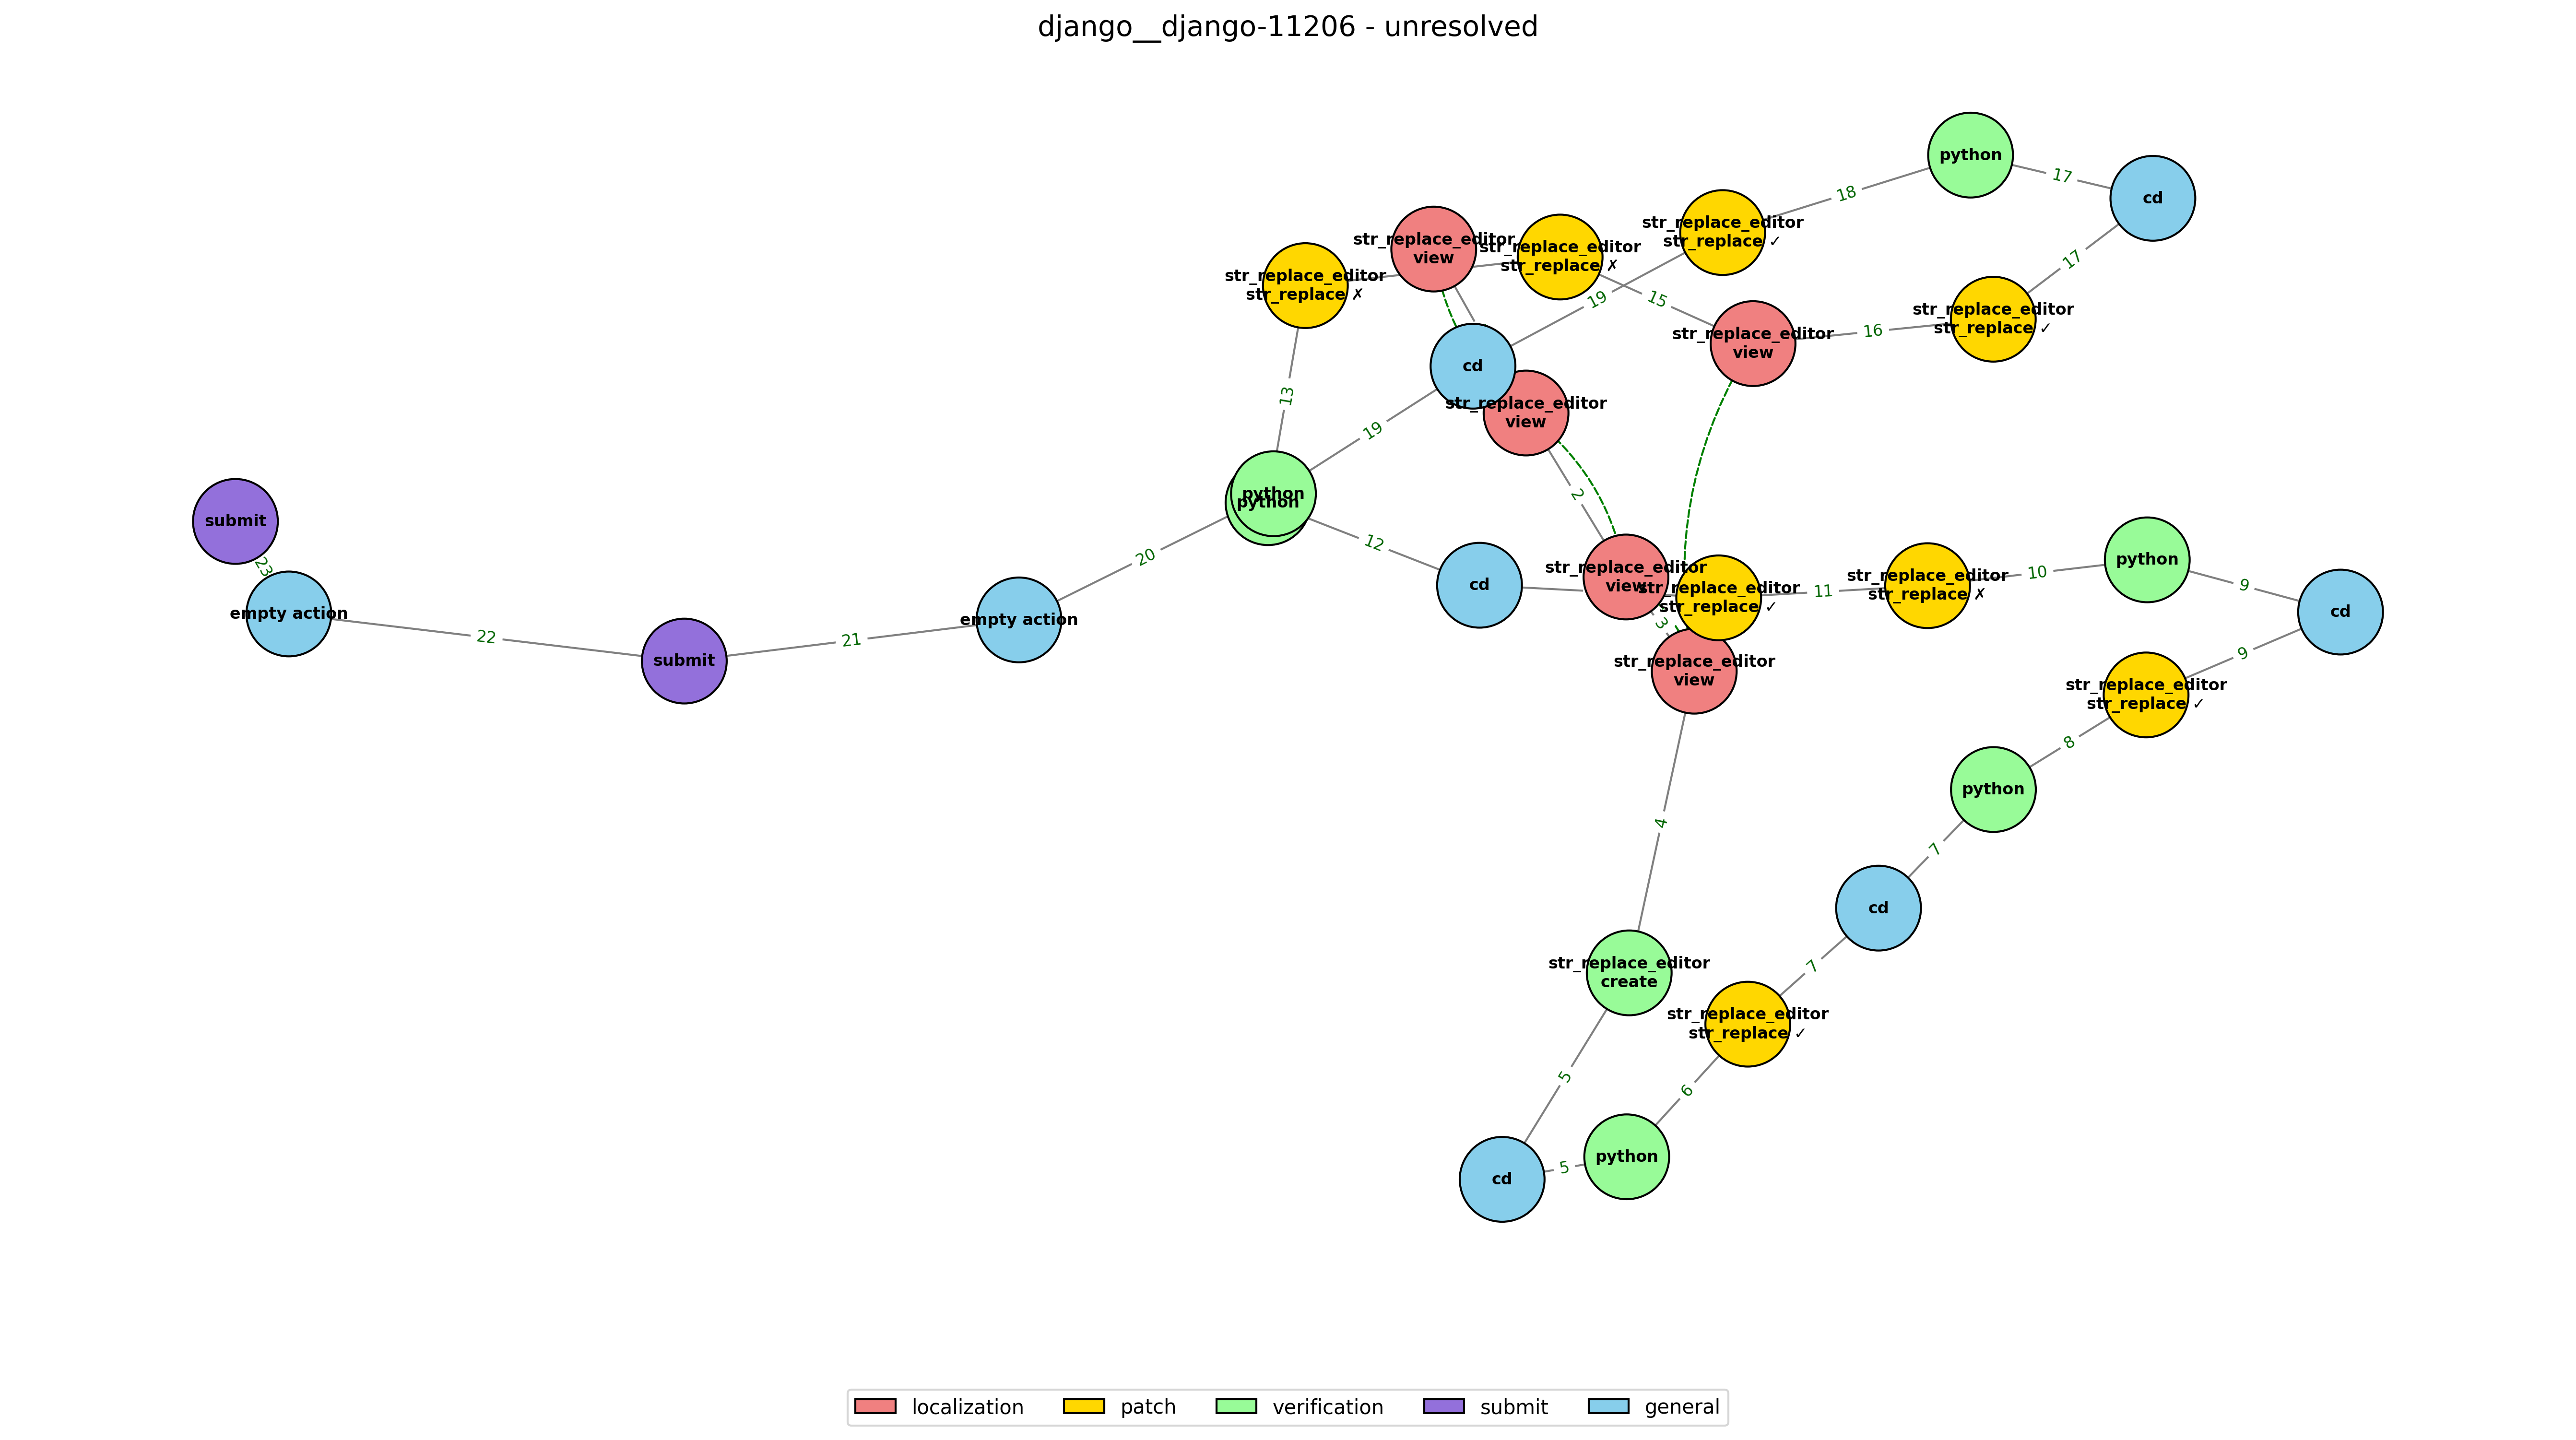 django__django-11206 - unresolved
python
17
cd
18
str_replace_editor
str_replace ✓
str_replace_editor
view
str_replace_editor
str_replace ✗
17
str_replace_editor
str_replace ✗
19
15
str_replace_editor
str_replace ✓
16
str_replace_editor
view
cd
13
str_replace_editor
view
19
2
python
python
submit
12
20
cd
23
str_replace_editor
view
str_replace_editor
str_replace ✓
11
str_replace_editor
str_replace ✗
10
python
9
cd
empty action
empty action
22
21
submit
3
str_replace_editor
view
9
str_replace_editor
str_replace ✓
8
python
4
7
cd
str_replace_editor
create
7
str_replace_editor
str_replace ✓
5
6
python
5
cd
localization
patch
verification
submit
general